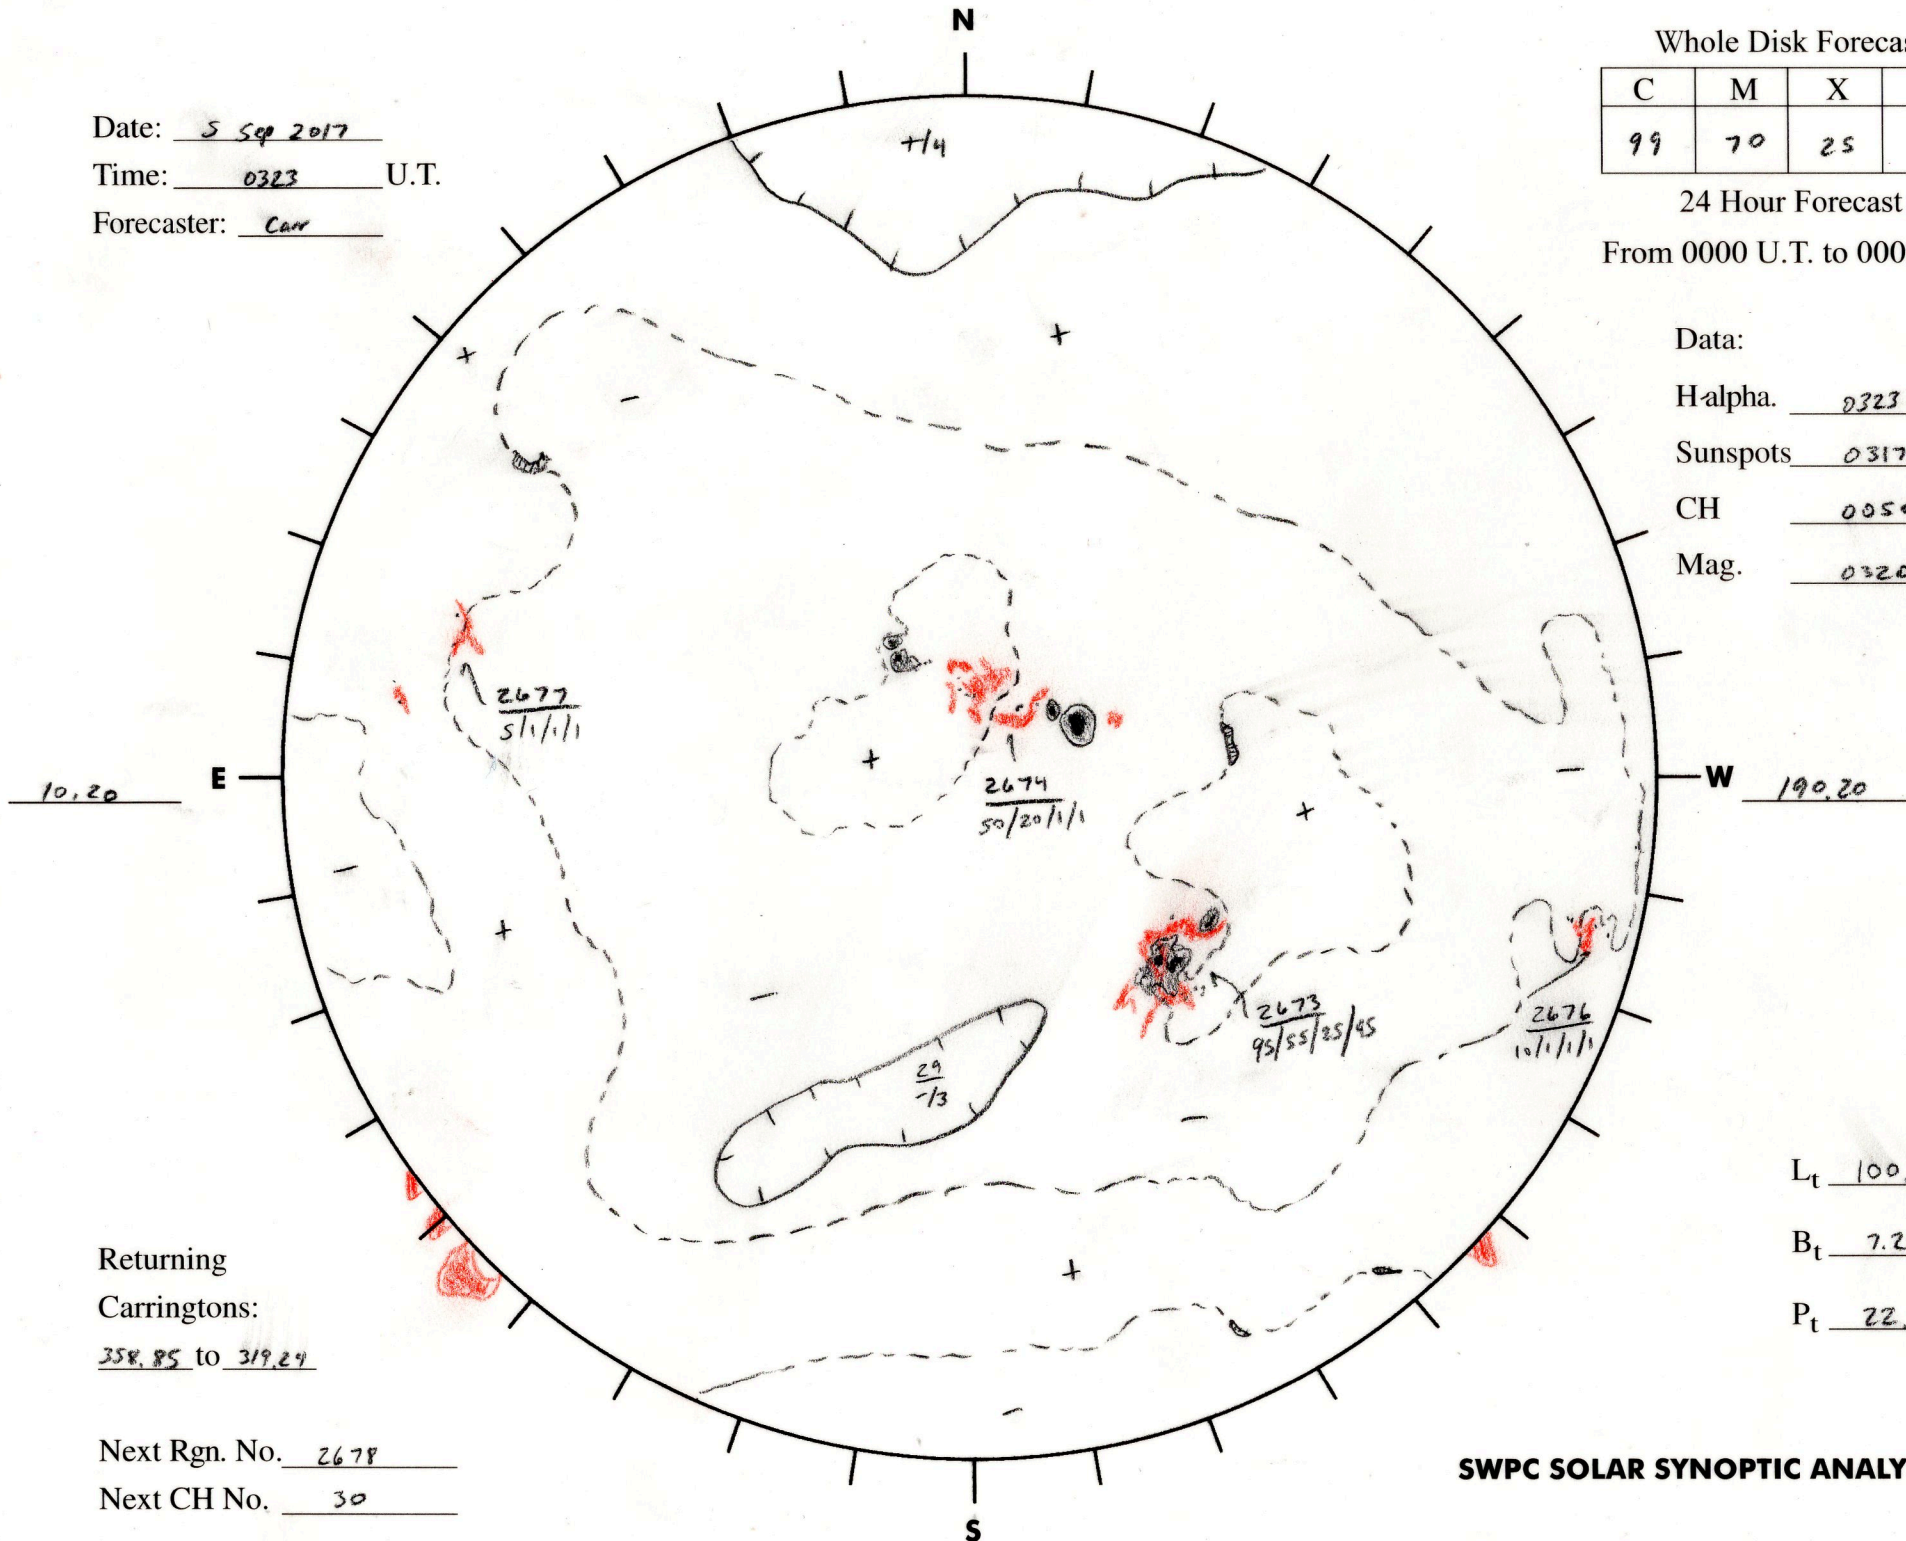 N
Date: 5 Sep 2017
Time: 0323 U.T.
Forecaster: Carr
Whole Disk Forecas
C M X
99 70 25
24 Hour Forecast
From 0000 U.T. to 000
Data:
H-alpha. 0323
Sunspots 0317
CH 005
Mag. 0320
+/4
+
+
-
2677
5/1/1/1
2674
50/20/1/1
+
+
-
10.20 E
W 190.20
-
+
-
2673
95/55/25/45
2676
10/1/1/1
29
-/3
-
+
-
Lt 100.
Bt 7.2
Pt 22.
Returning
Carringtons:
358.85 to 319.24
Next Rgn. No. 2678
Next CH No. 30
SWPC SOLAR SYNOPTIC ANALY
S